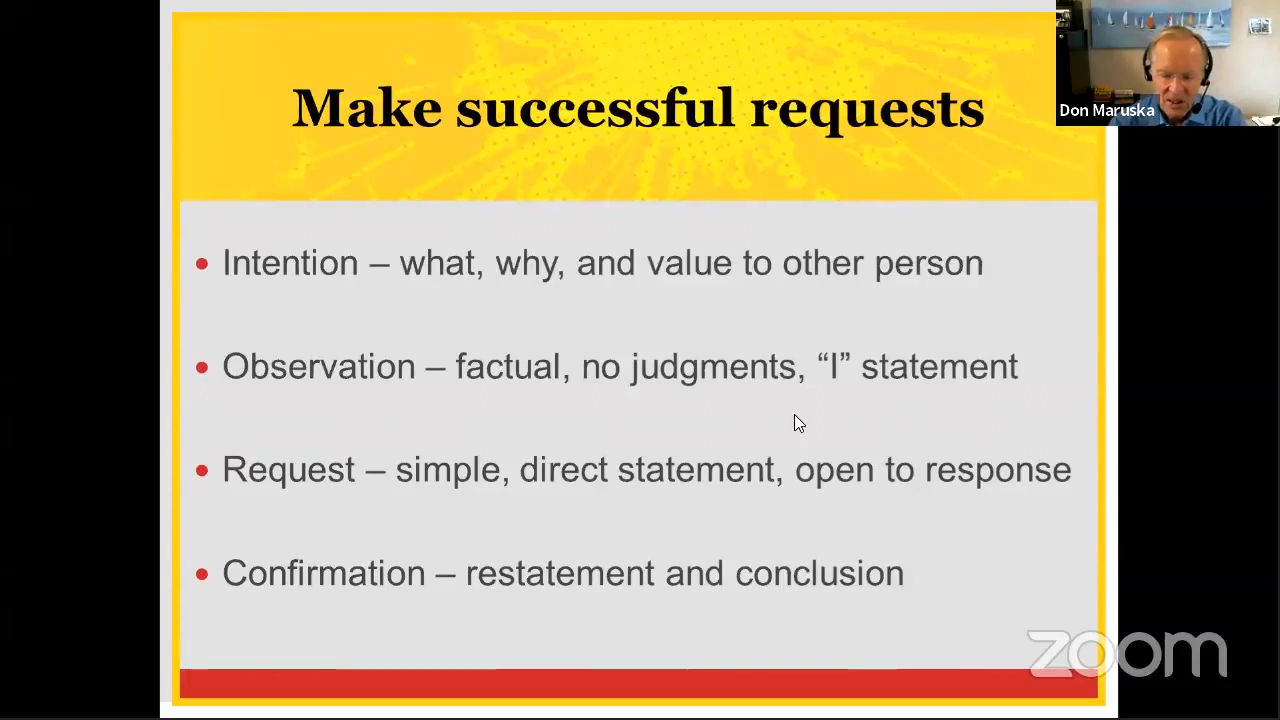 Make successful requests
Don Maruska
• Intention – what, why, and value to other person
• Observation – factual, no judgments, “I” statement
• Request – simple, direct statement, open to response
• Confirmation – restatement and conclusion
zoom